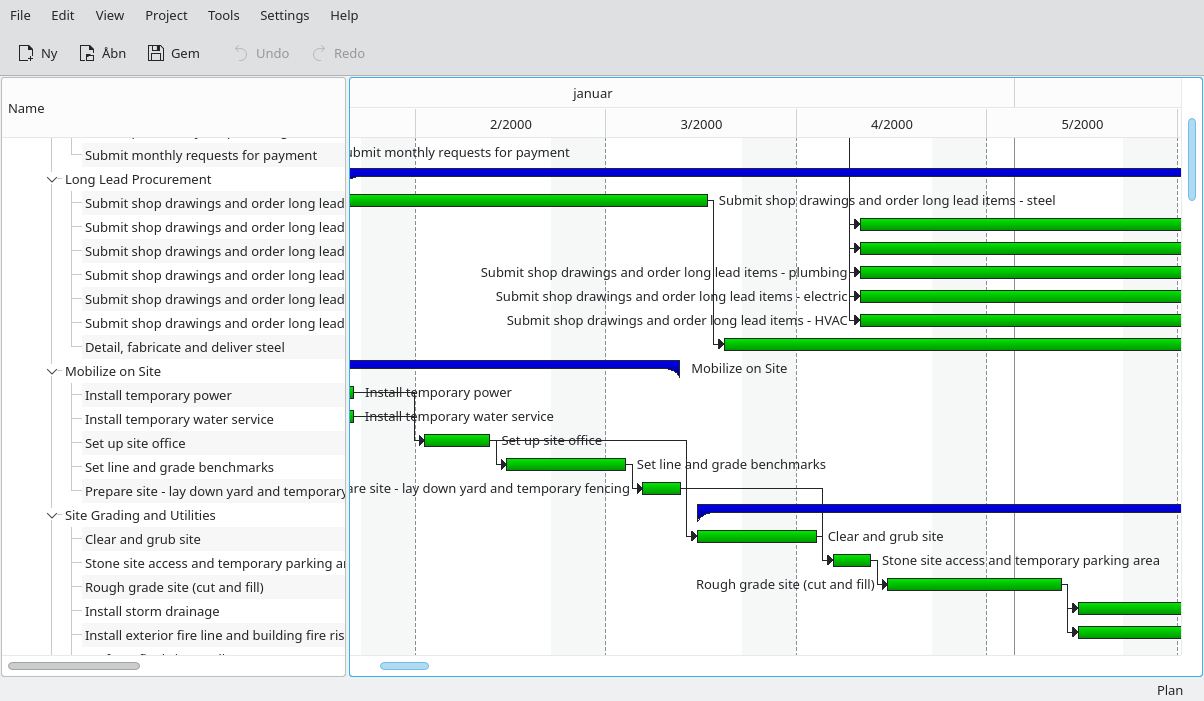 File Edit View Project Tools Settings Help
Ny Åbn Gem Undo Redo
Name
januar
2/2000 3/2000 4/2000 5/2000
Submit monthly requests for payment
Long Lead Procurement
Submit shop drawings and order long lead
Submit shop drawings and order long lead
Submit shop drawings and order long lead
Submit shop drawings and order long lead
Submit shop drawings and order long lead
Submit shop drawings and order long lead
Detail, fabricate and deliver steel
Mobilize on Site
Install temporary power
Install temporary water service
Set up site office
Set line and grade benchmarks
Prepare site - lay down yard and temporary
Site Grading and Utilities
Clear and grub site
Stone site access and temporary parking ar
Rough grade site (cut and fill)
Install storm drainage
Install exterior fire line and building fire ris
ubmit monthly requests for payment
Submit shop drawings and order long lead items - steel
Submit shop drawings and order long lead items - plumbing
Submit shop drawings and order long lead items - electric
Submit shop drawings and order long lead items - HVAC
Mobilize on Site
Install temporary power
Install temporary water service
Set up site office
Set line and grade benchmarks
are site - lay down yard and temporary fencing
Clear and grub site
Stone site access and temporary parking area
Rough grade site (cut and fill)
Plan